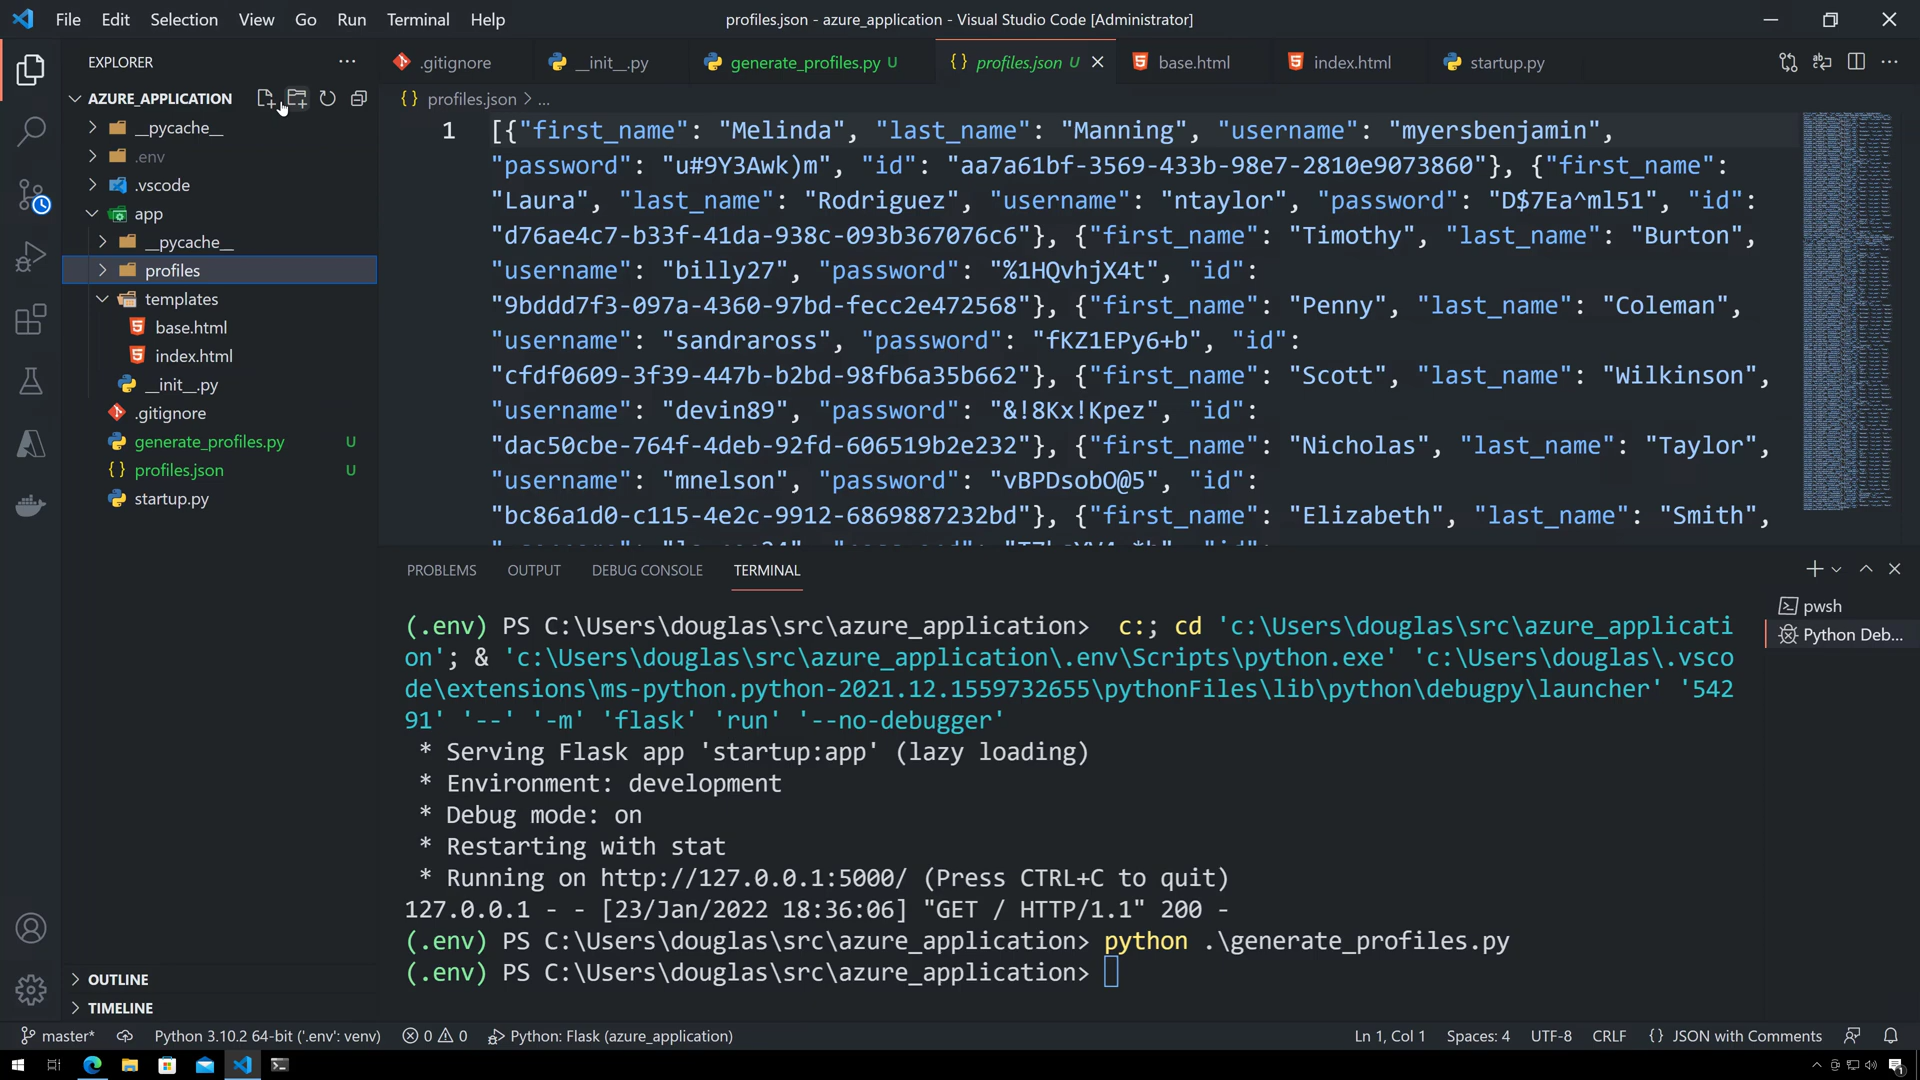 File Edit Selection View Go Run Terminal Help
profiles.json - azure_application - Visual Studio Code [Administrator]
EXPLORER
.gitignore
__init__.py
generate_profiles.py U
{ } profiles.json U
base.html
index.html
startup.py
AZURE_APPLICATION
{ } profiles.json > ...
__pycache__
.env
.vscode
app
__pycache__
profiles
templates
base.html
index.html
__init__.py
.gitignore
generate_profiles.py U
{ } profiles.json U
startup.py
OUTLINE
TIMELINE
1 [{"first_name": "Melinda", "last_name": "Manning", "username": "myersbenjamin",
"password": "u#9Y3Awk)m", "id": "aa7a61bf-3569-433b-98e7-2810e9073860"}, {"first_name":
"Laura", "last_name": "Rodriguez", "username": "ntaylor", "password": "D$7Ea^ml51", "id":
"d76ae4c7-b33f-41da-938c-093b367076c6"}, {"first_name": "Timothy", "last_name": "Burton",
"username": "billy27", "password": "%1HQvhjX4t", "id":
"9bddd7f3-097a-4360-97bd-fecc2e472568"}, {"first_name": "Penny", "last_name": "Coleman",
"username": "sandraross", "password": "fKZ1EPy6+b", "id":
"cfdf0609-3f39-447b-b2bd-98fb6a35b662"}, {"first_name": "Scott", "last_name": "Wilkinson",
"username": "devin89", "password": "&!8Kx!Kpez", "id":
"dac50cbe-764f-4deb-92fd-606519b2e232"}, {"first_name": "Nicholas", "last_name": "Taylor",
"username": "mnelson", "password": "vBPDsobO@5", "id":
"bc86a1d0-c115-4e2c-9912-6869887232bd"}, {"first_name": "Elizabeth", "last_name": "Smith",
PROBLEMS OUTPUT DEBUG CONSOLE TERMINAL
pwsh
Python Deb...
(.env) PS C:\Users\douglas\src\azure_application>  c:; cd 'c:\Users\douglas\src\azure_applicati
on'; & 'c:\Users\douglas\src\azure_application\.env\Scripts\python.exe' 'c:\Users\douglas\.vsco
de\extensions\ms-python.python-2021.12.1559732655\pythonFiles\lib\python\debugpy\launcher' '542
91' '--' '-m' 'flask' 'run' '--no-debugger'
* Serving Flask app 'startup:app' (lazy loading)
* Environment: development
* Debug mode: on
* Restarting with stat
* Running on http://127.0.0.1:5000/ (Press CTRL+C to quit)
127.0.0.1 - - [23/Jan/2022 18:36:06] "GET / HTTP/1.1" 200 -
(.env) PS C:\Users\douglas\src\azure_application> python .\generate_profiles.py
(.env) PS C:\Users\douglas\src\azure_application>
master* Python 3.10.2 64-bit ('.env': venv) 0 0 Python: Flask (azure_application) Ln 1, Col 1 Spaces: 4 UTF-8 CRLF { } JSON with Comments